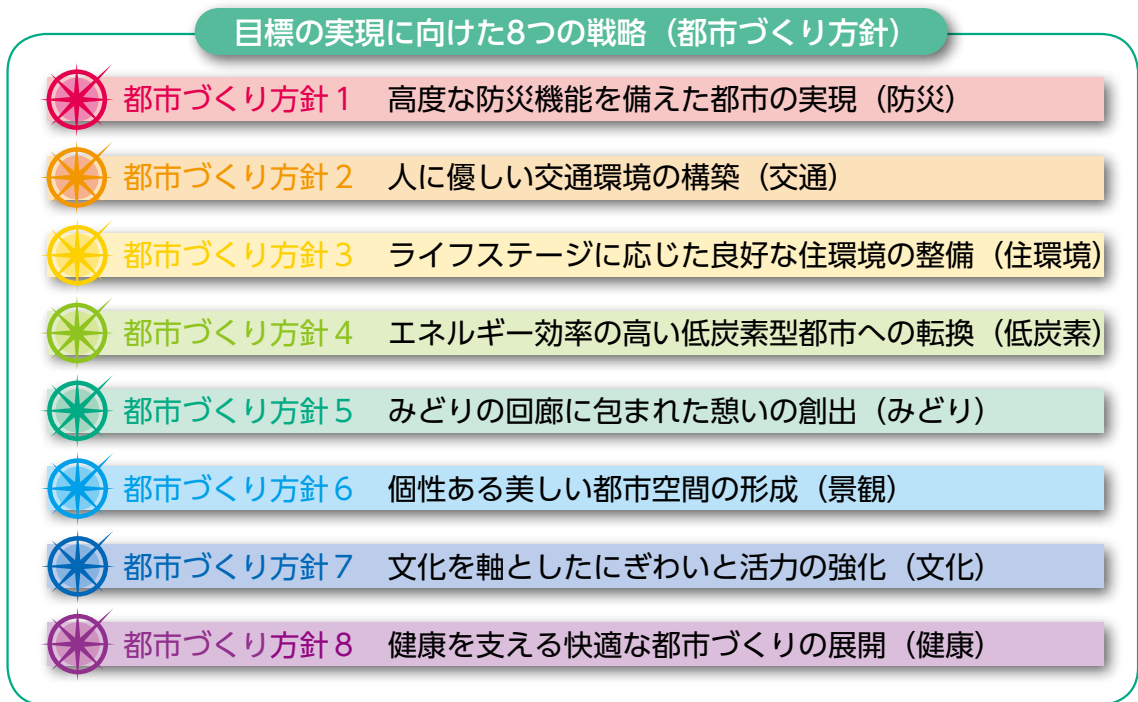 目標の実現に向けた8つの戦略（都市づくり方針）
都市づくり方針1 高度な防災機能を備えた都市の実現（防災）
都市づくり方針2 人に優しい交通環境の構築（交通）
都市づくり方針3 ライフステージに応じた良好な住環境の整備（住環境）
都市づくり方針4 エネルギー効率の高い低炭素型都市への転換（低炭素）
都市づくり方針5 みどりの回廊に包まれた憩いの創出（みどり）
都市づくり方針6 個性ある美しい都市空間の形成（景観）
都市づくり方針7 文化を軸としたにぎわいと活力の強化（文化）
都市づくり方針8 健康を支える快適な都市づくりの展開（健康）